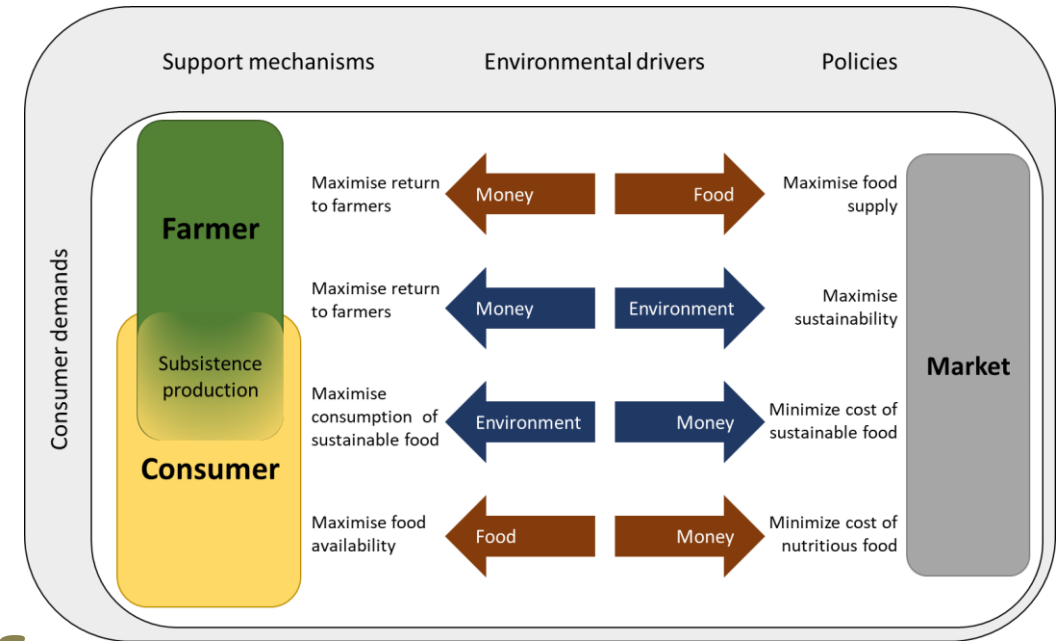 Support mechanisms
Environmental drivers
Policies
Consumer demands
Farmer
Subsistence
production
Consumer
Maximise return
to farmers
Money
Food
Maximise food
supply
Maximise return
to farmers
Money
Environment
Maximise
sustainability
Maximise
consumption of
sustainable food
Environment
Money
Minimize cost of
sustainable food
Maximise food
availability
Food
Money
Minimize cost of
nutritious food
Market